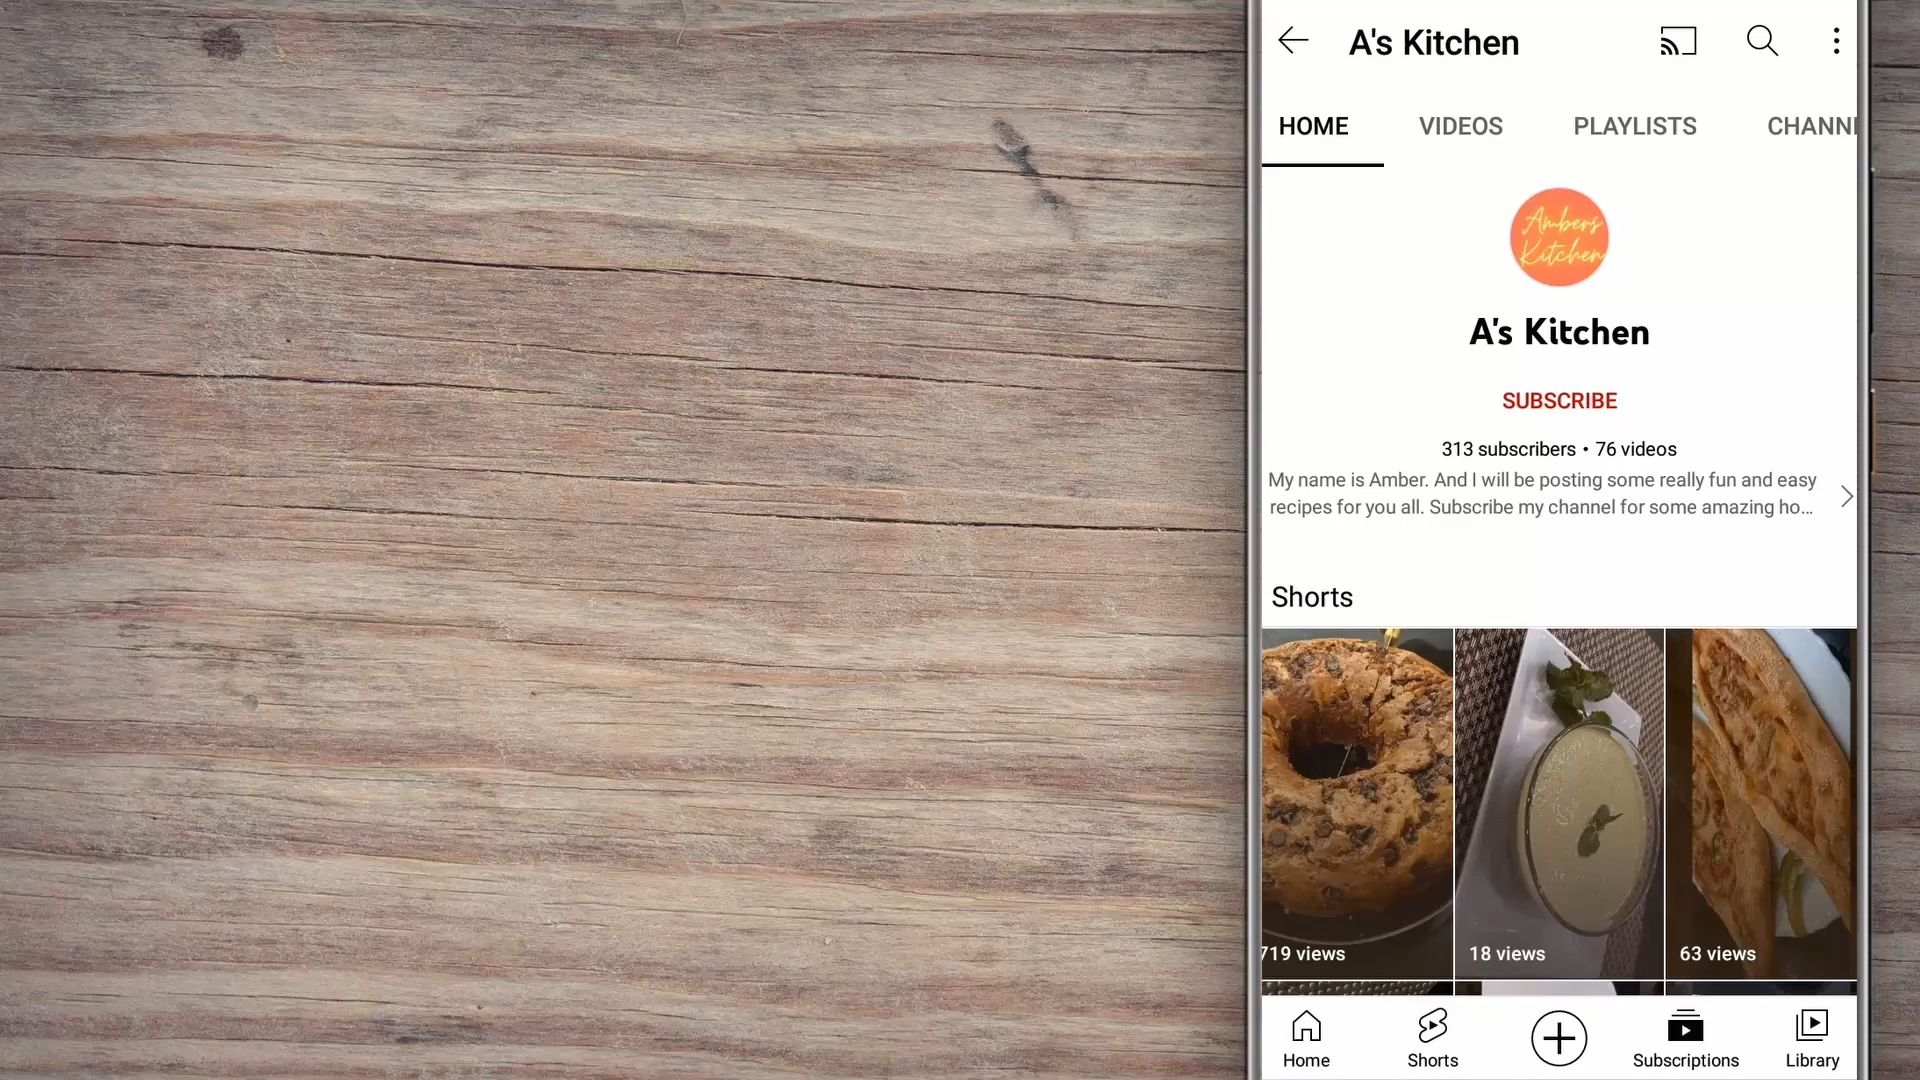 A's Kitchen
HOME VIDEOS PLAYLISTS CHANN
Ambers
Kitchen
A's Kitchen
SUBSCRIBE
313 subscribers • 76 videos
My name is Amber. And I will be posting some really fun and easy
recipes for you all. Subscribe my channel for some amazing ho...
Shorts
719 views 18 views 63 views
Home Shorts Subscriptions Library